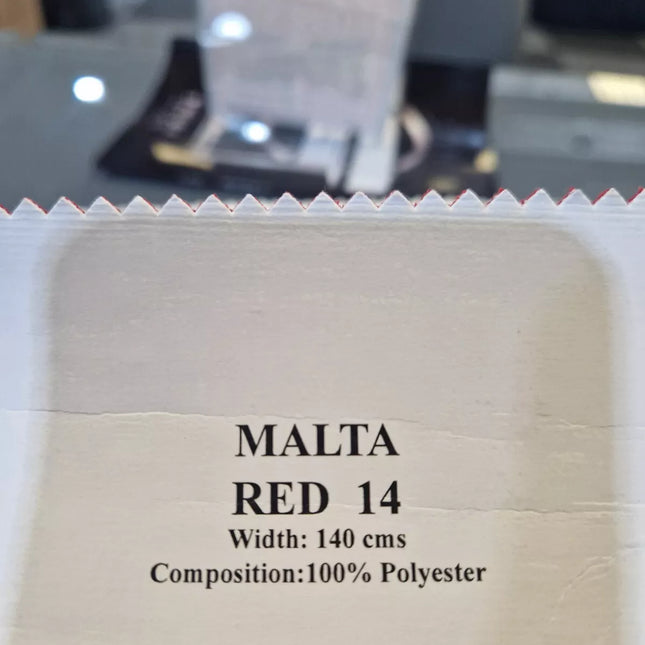 MALTA
RED 14
Width: 140 cms
Composition:100% Polyester